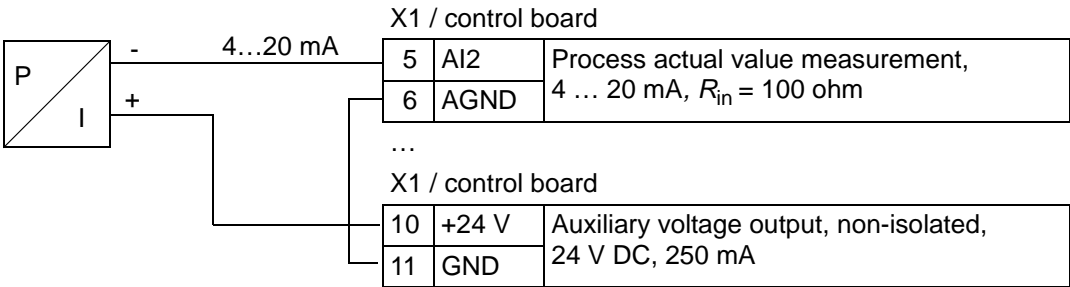 X1 / control board
P
I
-
+
4…20 mA
5 AI2 Process actual value measurement,
6 AGND 4 … 20 mA, Rin = 100 ohm
…
X1 / control board
10 +24 V Auxiliary voltage output, non-isolated,
11 GND 24 V DC, 250 mA